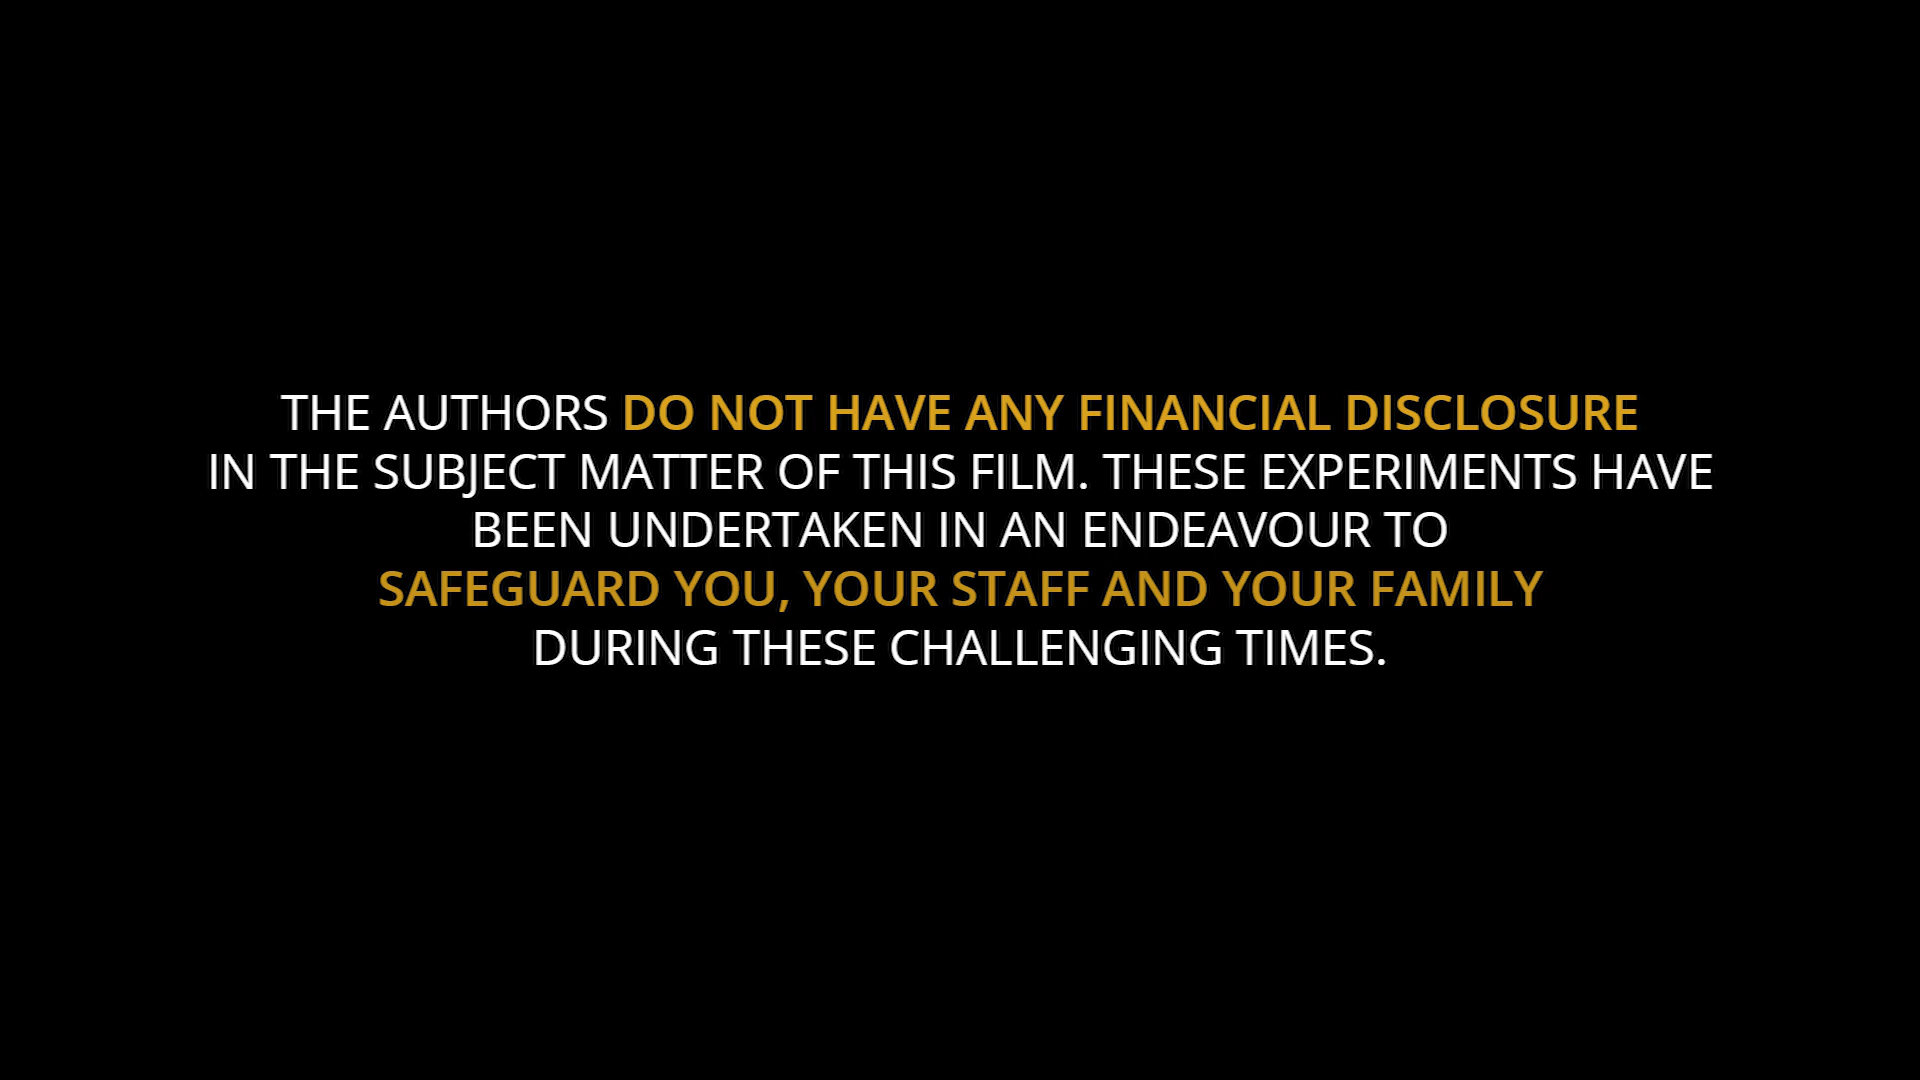 THE AUTHORS DO NOT HAVE ANY FINANCIAL DISCLOSURE
IN THE SUBJECT MATTER OF THIS FILM. THESE EXPERIMENTS HAVE
BEEN UNDERTAKEN IN AN ENDEAVOUR TO
SAFEGUARD YOU, YOUR STAFF AND YOUR FAMILY
DURING THESE CHALLENGING TIMES.